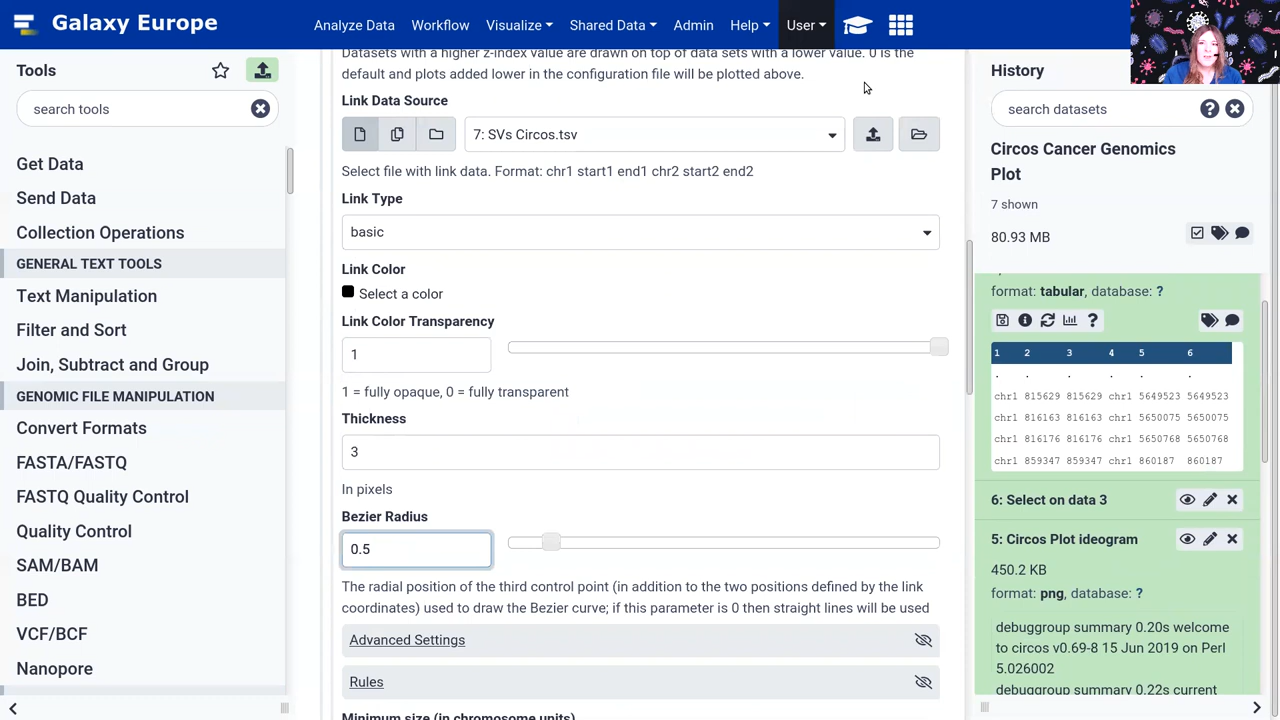 Galaxy Europe
Analyze Data Workflow Visualize Shared Data Admin Help User
Tools
search tools
Get Data
Send Data
Collection Operations
GENERAL TEXT TOOLS
Text Manipulation
Filter and Sort
Join, Subtract and Group
GENOMIC FILE MANIPULATION
Convert Formats
FASTA/FASTQ
FASTQ Quality Control
Quality Control
SAM/BAM
BED
VCF/BCF
Nanopore
Datasets with a higher z-index value are drawn on top of data sets with a lower value. 0 is the
default and plots added lower in the configuration file will be plotted above.
Link Data Source
7: SVs Circos.tsv
Select file with link data. Format: chr1 start1 end1 chr2 start2 end2
Link Type
basic
Link Color
Select a color
Link Color Transparency
1
1 = fully opaque, 0 = fully transparent
Thickness
3
In pixels
Bezier Radius
0.5
The radial position of the third control point (in addition to the two positions defined by the link
coordinates) used to draw the Bezier curve; if this parameter is 0 then straight lines will be used
Advanced Settings
Rules
Minimum size (in chromosome units)
History
search datasets
Circos Cancer Genomics
Plot
7 shown
80.93 MB
format: tabular, database: ?
1 2 3 4 5 6
. . . . . .
chr1 815629 815629 chr1 5649523 5649523
chr1 816163 816163 chr1 5650075 5650075
chr1 816176 816176 chr1 5650768 5650768
chr1 859347 859347 chr1 860187 860187
6: Select on data 3
5: Circos Plot ideogram
450.2 KB
format: png, database: ?
debuggroup summary 0.20s welcome
to circos v0.69-8 15 Jun 2019 on Perl
5.026002
debuggroup summary 0.22s current